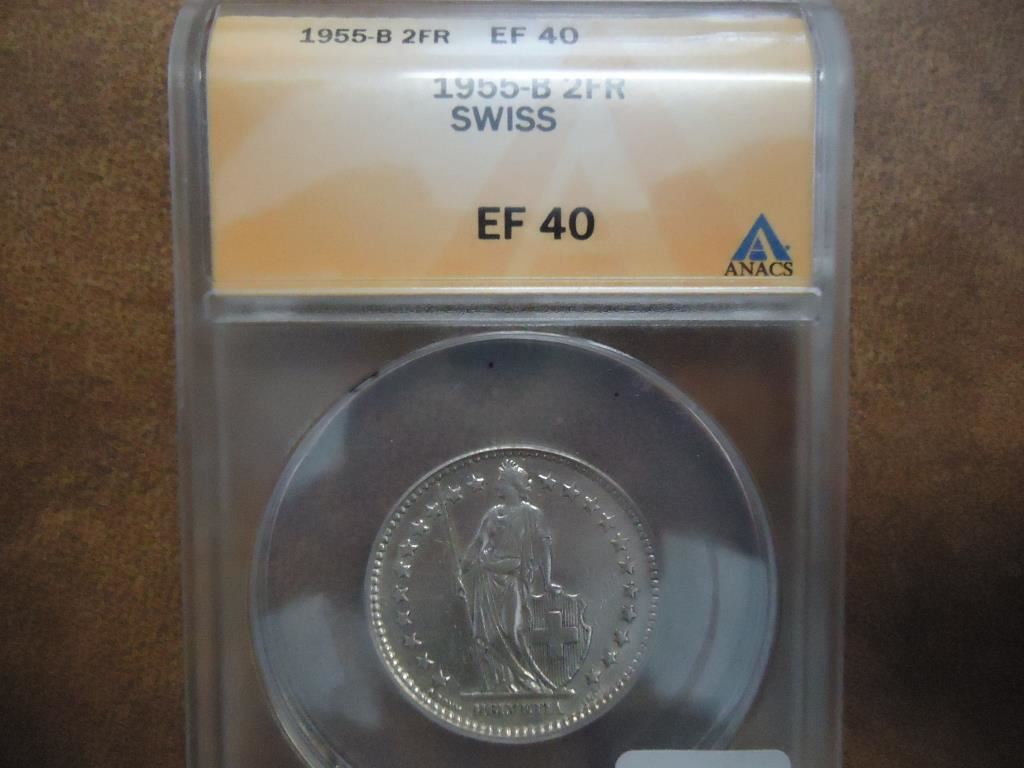 1955-B 2FR EF 40
1955-B 2FR
SWISS
EF 40
ANACS
HELVETIA